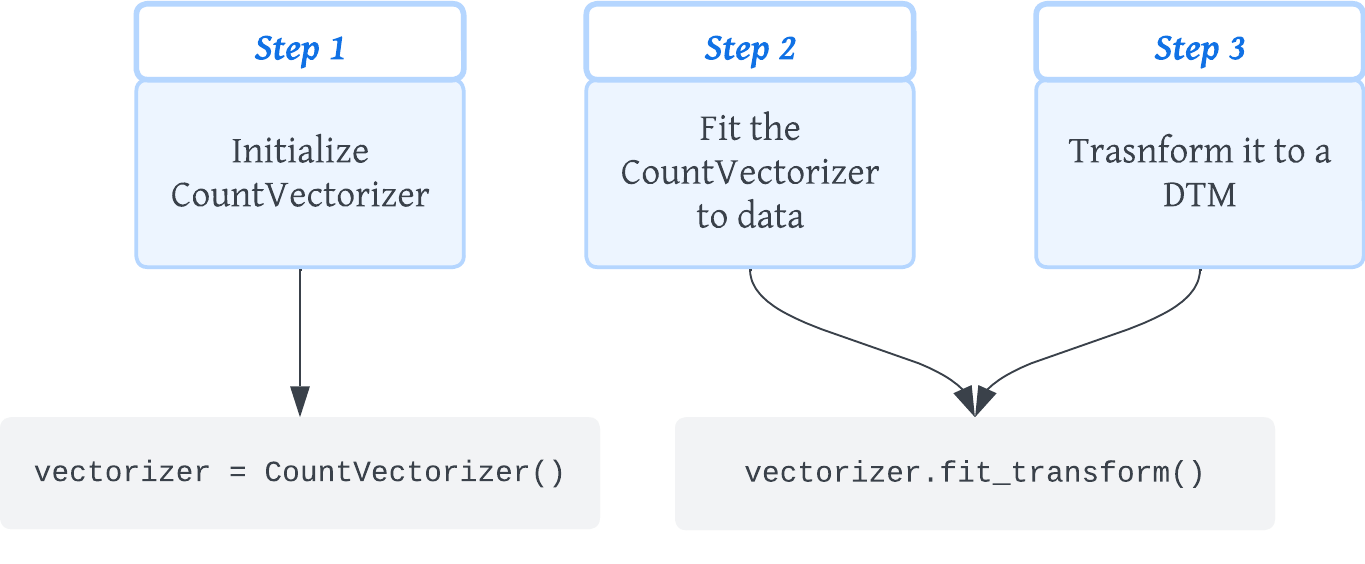 Step 1
Initialize
CountVectorizer
Step 2
Fit the
CountVectorizer
to data
Step 3
Trasnform it to a
DTM
vectorizer = CountVectorizer()
vectorizer.fit_transform()